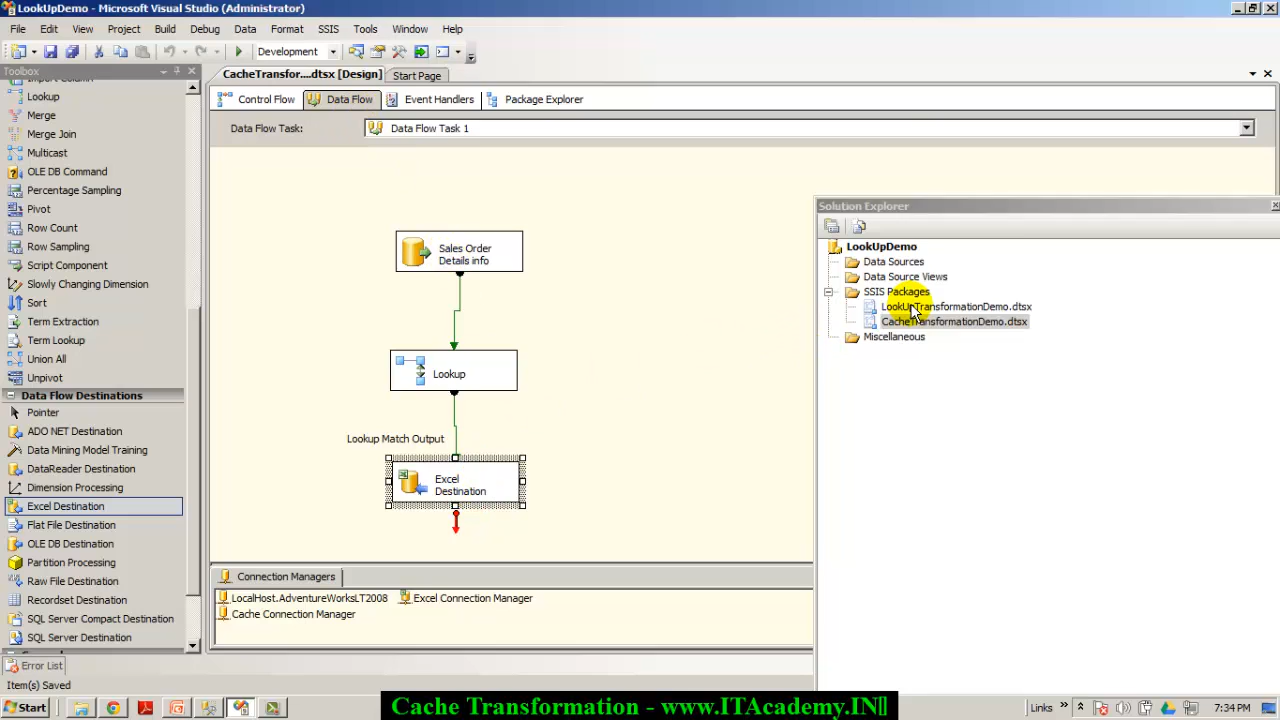 LookUpDemo - Microsoft Visual Studio (Administrator)
File Edit View Project Build Debug Data Format SSIS Tools Window Help
Development
Toolbox
CacheTransfor....dtsx [Design] Start Page
Lookup
Merge
Merge Join
Multicast
OLE DB Command
Percentage Sampling
Pivot
Row Count
Row Sampling
Script Component
Slowly Changing Dimension
Sort
Term Extraction
Term Lookup
Union All
Unpivot
Data Flow Destinations
Pointer
ADO NET Destination
Data Mining Model Training
DataReader Destination
Dimension Processing
Excel Destination
Flat File Destination
OLE DB Destination
Partition Processing
Raw File Destination
Recordset Destination
SQL Server Compact Destination
SQL Server Destination
Control Flow Data Flow Event Handlers Package Explorer
Data Flow Task: Data Flow Task 1
Sales Order
Details info
Lookup
Lookup Match Output
Excel
Destination
Connection Managers
LocalHost.AdventureWorksLT2008 Excel Connection Manager
Cache Connection Manager
Solution Explorer
LookUpDemo
Data Sources
Data Source Views
SSIS Packages
LookUpTransformationDemo.dtsx
CacheTransformationDemo.dtsx
Miscellaneous
Error List
Item(s) Saved
Start
Cache Transformation - www.ITAcademy.IN
Links
7:34 PM